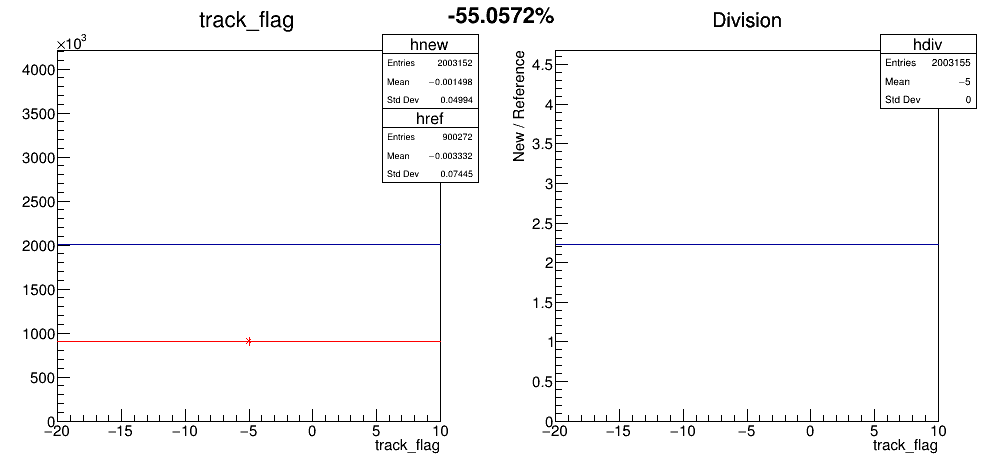 -55.0572%
track_flag
×10³
4000
3500
3000
2500
2000
1500
1000
500
0
−20 −15 −10 −5 0 5 10
track_flag
hnew
Entries 2003152
Mean −0.001498
Std Dev 0.04994
href
Entries 900272
Mean −0.003332
Std Dev 0.07445
Division
New / Reference
4.5
4
3.5
3
2.5
2
1.5
1
0.5
0
−20 −15 −10 −5 0 5 10
track_flag
hdiv
Entries 2003155
Mean −5
Std Dev 0